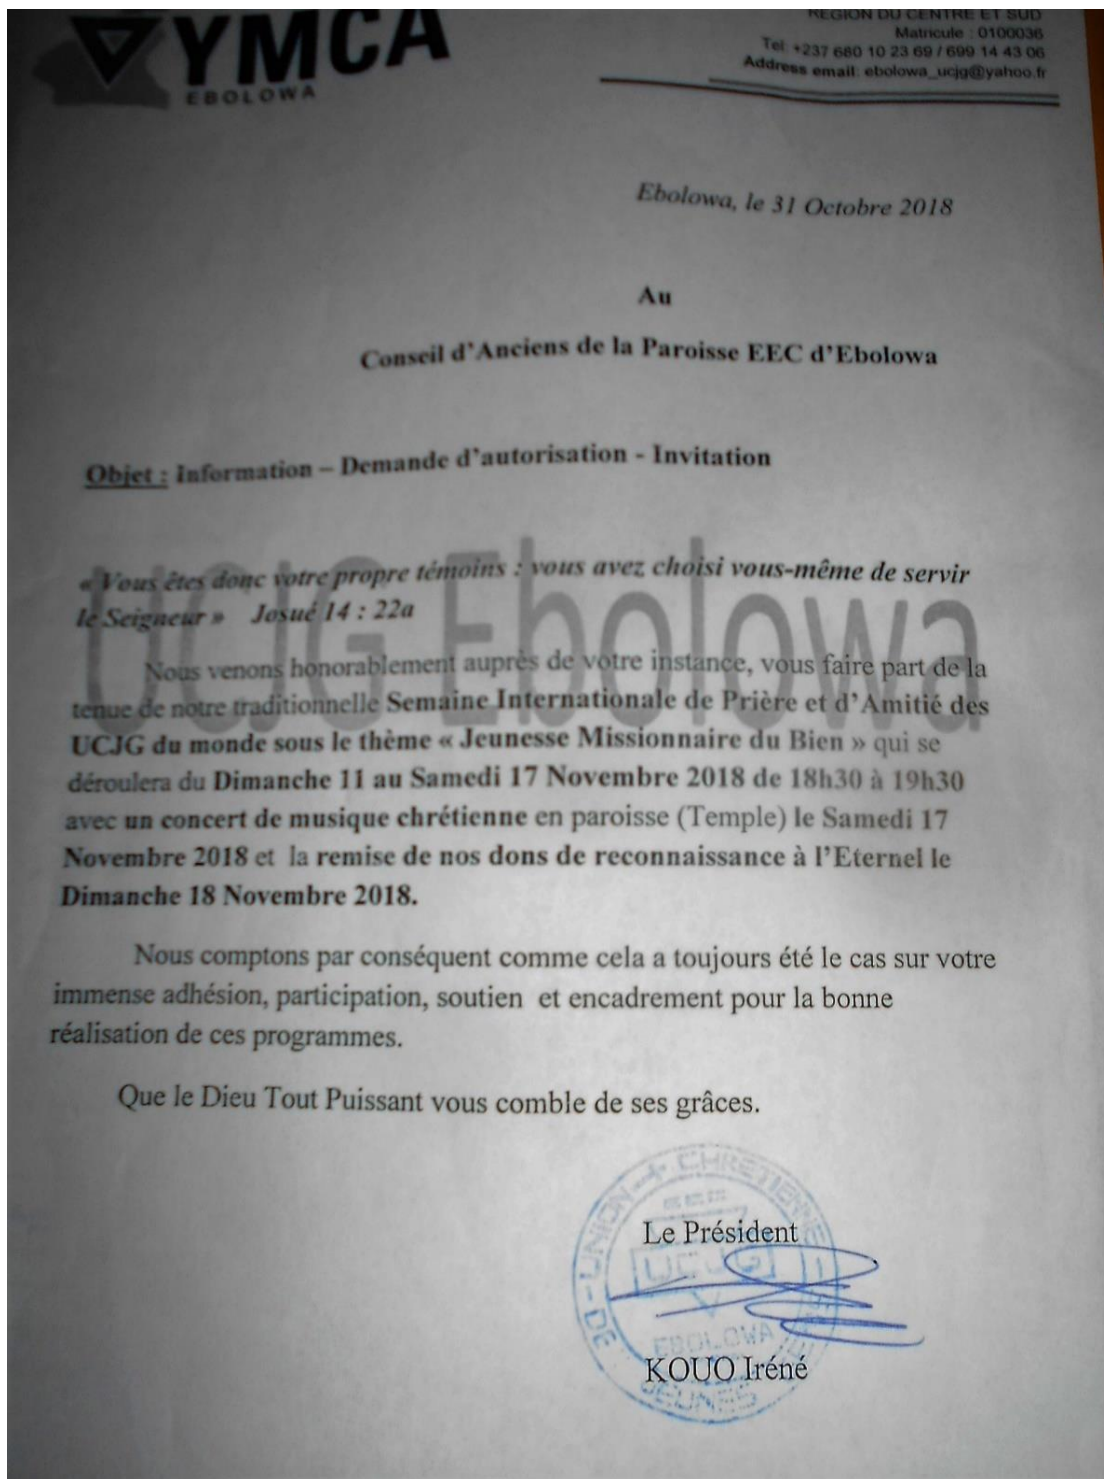 YMCA
EBOLOWA
REGION DU CENTRE ET SUD
Matricule : 0100036
Tel: +237 680 10 23 69 / 699 14 43 06
Address email: ebolowa_ucjg@yahoo.fr
Ebolowa, le 31 Octobre 2018
Au
Conseil d'Anciens de la Paroisse EEC d'Ebolowa
Objet : Information – Demande d'autorisation - Invitation
UCJG Ebolowa
« Vous êtes donc votre propre témoins : vous avez choisi vous-même de servir
le Seigneur » Josué 14 : 22a
Nous venons honorablement auprès de votre instance, vous faire part de la
tenue de notre traditionnelle Semaine Internationale de Prière et d'Amitié des
UCJG du monde sous le thème « Jeunesse Missionnaire du Bien » qui se
déroulera du Dimanche 11 au Samedi 17 Novembre 2018 de 18h30 à 19h30
avec un concert de musique chrétienne en paroisse (Temple) le Samedi 17
Novembre 2018 et la remise de nos dons de reconnaissance à l'Eternel le
Dimanche 18 Novembre 2018.
Nous comptons par conséquent comme cela a toujours été le cas sur votre
immense adhésion, participation, soutien et encadrement pour la bonne
réalisation de ces programmes.
Que le Dieu Tout Puissant vous comble de ses grâces.
UNION CHRETIENNE DE JEUNES
EEC
Le Président
UCJG
EBOLOWA
KOUO Iréné